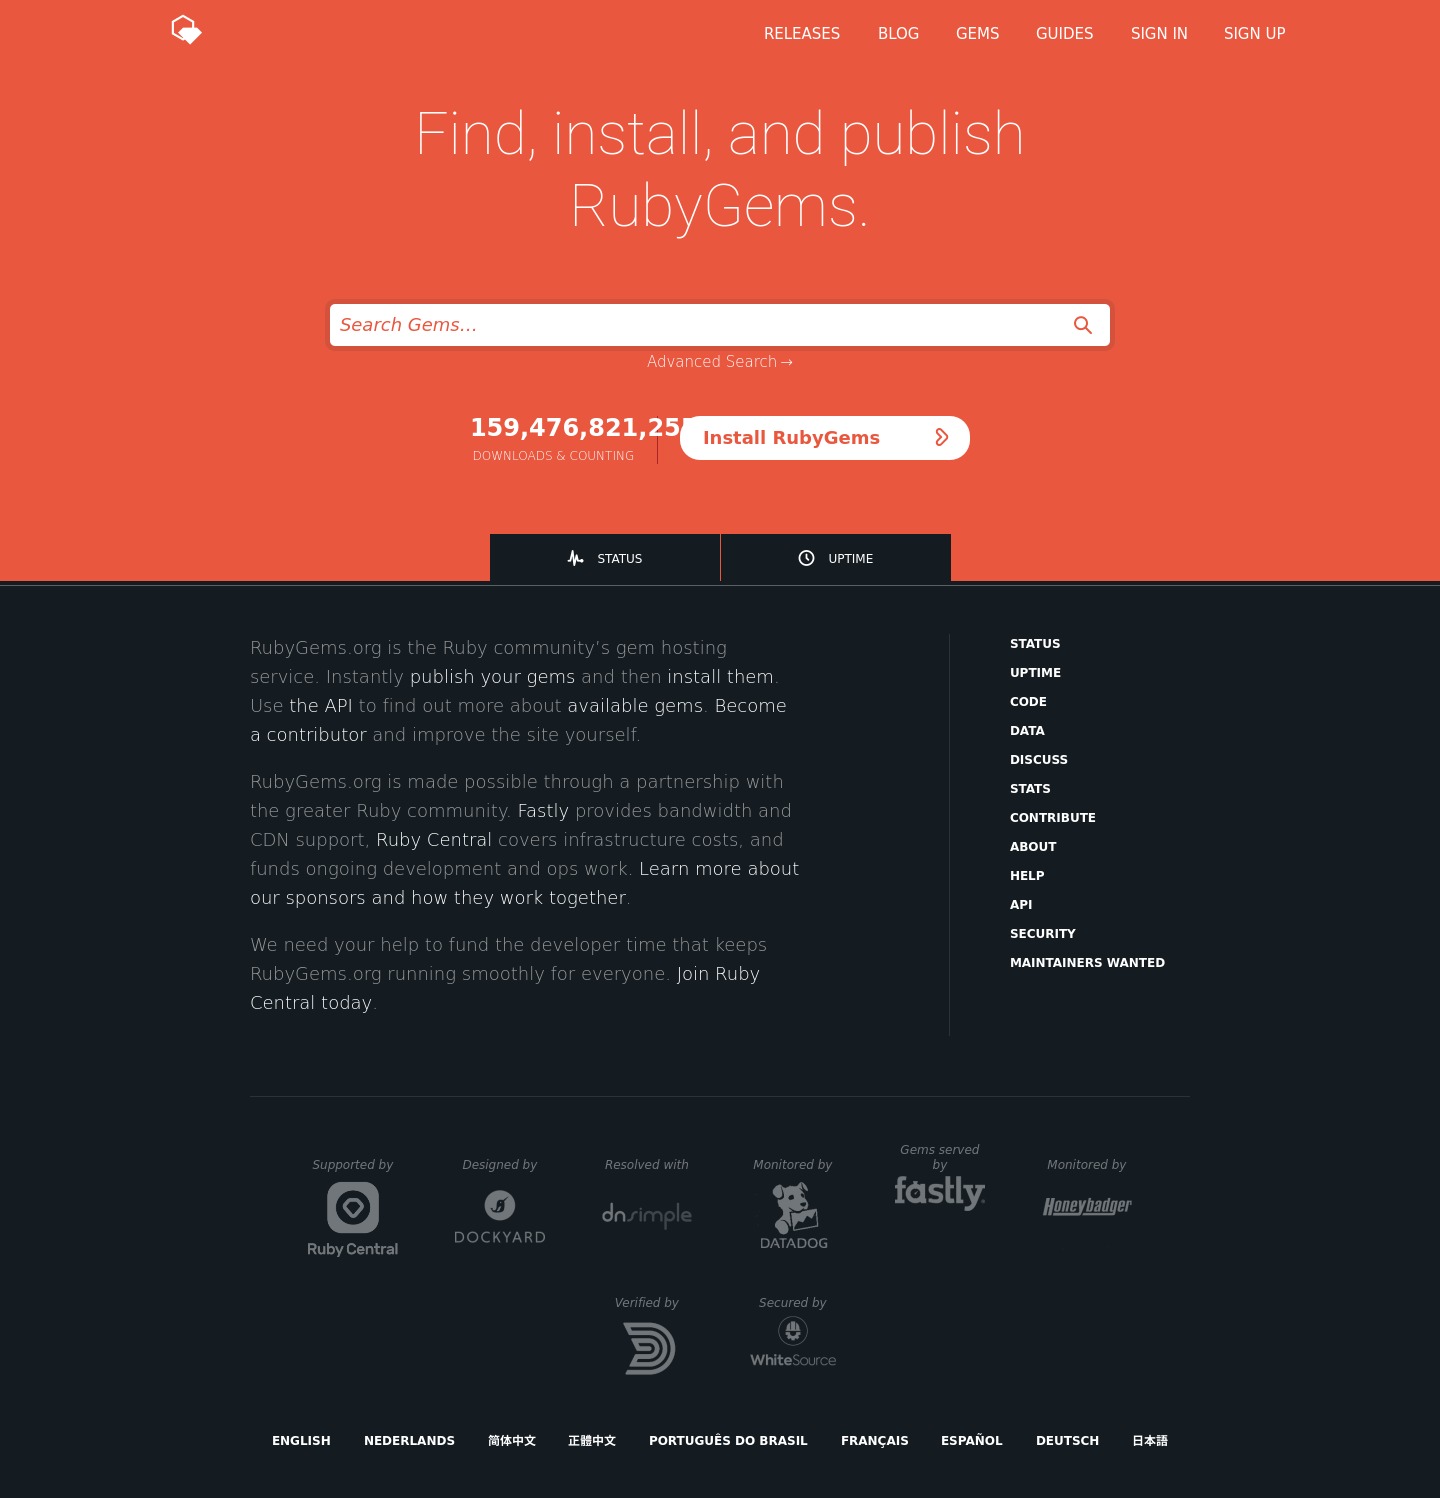 RELEASES BLOG GEMS GUIDES SIGN IN SIGN UP
Find, install, and publish
RubyGems.
Search Gems…
Advanced Search →
Install RubyGems
DOWNLOADS & COUNTING
STATUS UPTIME
RubyGems.org is the Ruby community’s gem hosting
service. Instantly publish your gems and then install them.
Use the API to find out more about available gems. Become
a contributor and improve the site yourself.
RubyGems.org is made possible through a partnership with
the greater Ruby community. Fastly provides bandwidth and
CDN support, Ruby Central covers infrastructure costs, and
funds ongoing development and ops work. Learn more about
our sponsors and how they work together.
We need your help to fund the developer time that keeps
RubyGems.org running smoothly for everyone. Join Ruby
Central today.
STATUS
UPTIME
CODE
DATA
DISCUSS
STATS
CONTRIBUTE
ABOUT
HELP
API
SECURITY
MAINTAINERS WANTED
Supported by
Ruby Central
Designed by
DOCKYARD
Resolved with
dnsimple
Monitored by
DATADOG
Gems served
by
fastly
Monitored by
Honeybadger
Verified by
Secured by
WhiteSource
ENGLISH NEDERLANDS 简体中文 正體中文 PORTUGUÊS DO BRASIL FRANÇAIS ESPAÑOL DEUTSCH 日本語